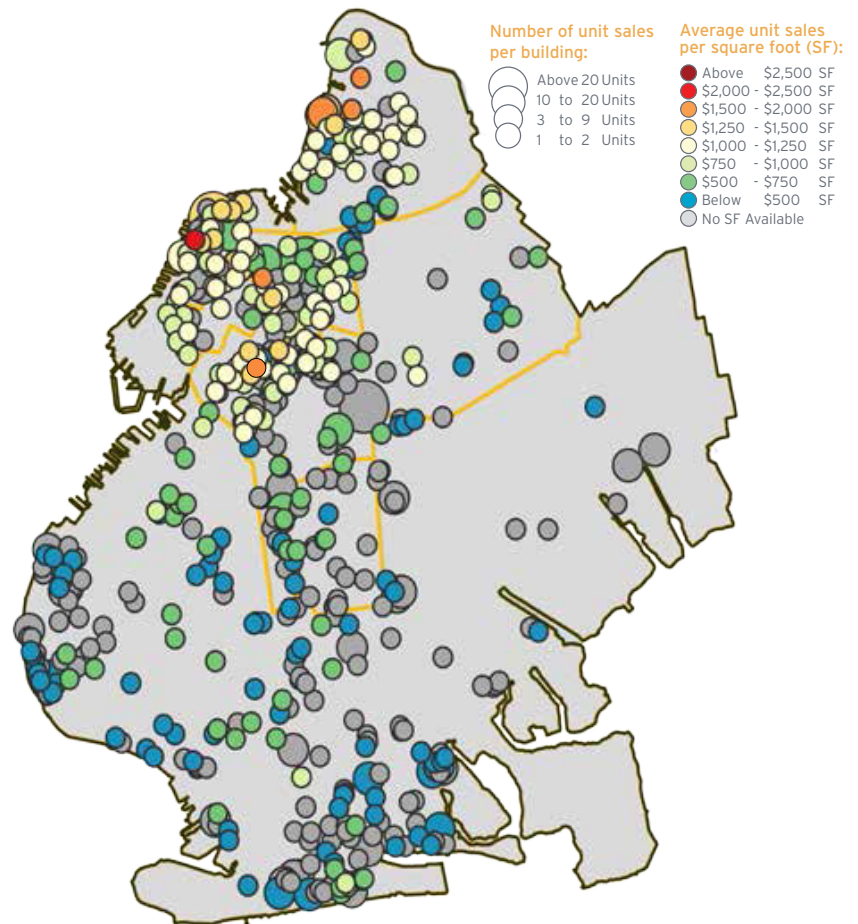 Number of unit sales
per building:
Above 20 Units
10 to 20 Units
3 to 9 Units
1 to 2 Units
Average unit sales
per square foot (SF):
Above $2,500 SF
$2,000 - $2,500 SF
$1,500 - $2,000 SF
$1,250 - $1,500 SF
$1,000 - $1,250 SF
$750 - $1,000 SF
$500 - $750 SF
Below $500 SF
No SF Available